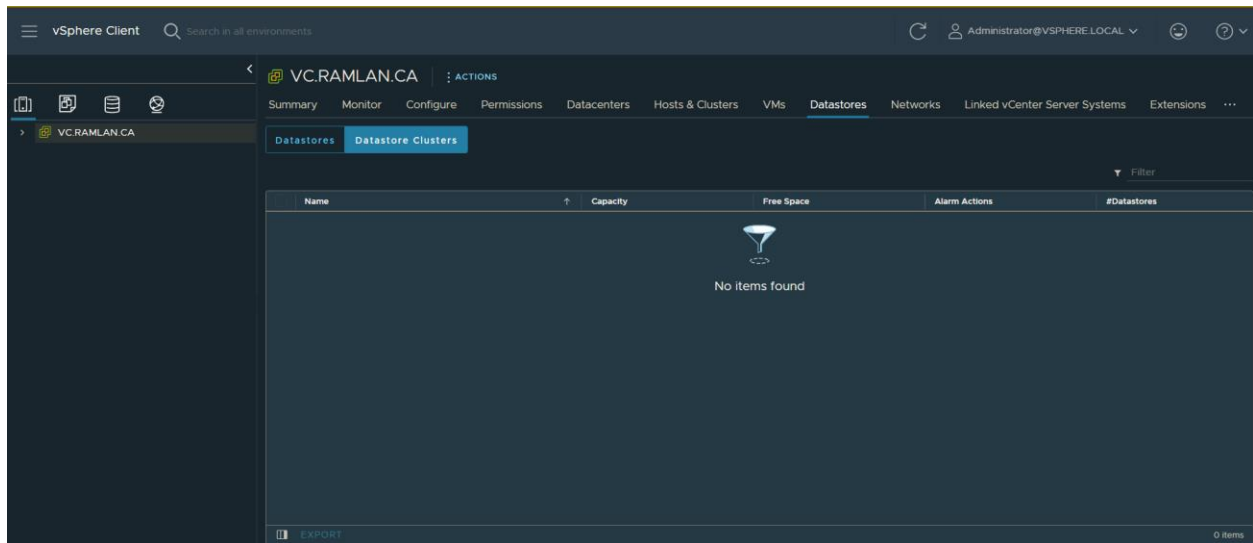 vSphere Client Search in all environments Administrator@VSPHERE.LOCAL
VC.RAMLAN.CA ACTIONS
Summary Monitor Configure Permissions Datacenters Hosts & Clusters VMs Datastores Networks Linked vCenter Server Systems Extensions ...
VC.RAMLAN.CA
Datastores Datastore Clusters
Filter
Name Capacity Free Space Alarm Actions #Datastores
No items found
EXPORT 0 items